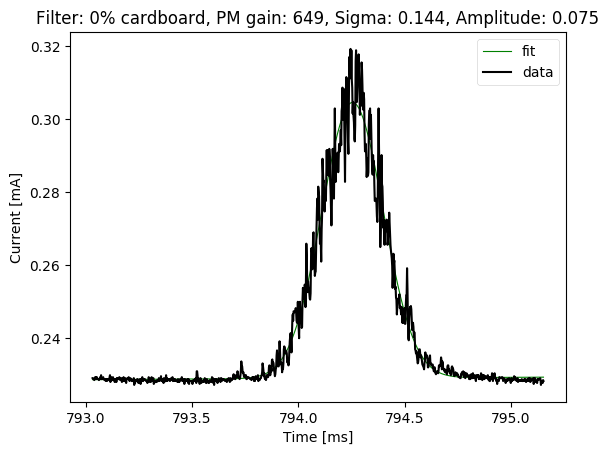 Filter: 0% cardboard, PM gain: 649, Sigma: 0.144, Amplitude: 0.075
fit
data
0.32
0.30
0.28
0.26
0.24
Current [mA]
793.0 793.5 794.0 794.5 795.0
Time [ms]